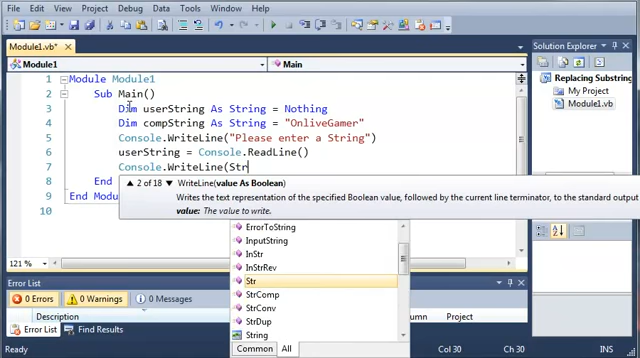 File Edit View Project Build Debug Data Tools Window Help
Module1.vb*
Solution Explorer
Module1
Main
Replacing Substring
My Project
Module1.vb
1 Module Module1
2 Sub Main()
3 Dim userString As String = Nothing
4 Dim compString As String = "OnliveGamer"
5 Console.WriteLine("Please enter a String")
6 userString = Console.ReadLine()
7 Console.WriteLine(Str
8 End
9 End Modu
10
2 of 18 WriteLine(value As Boolean)
Writes the text representation of the specified Boolean value, followed by the current line terminator, to the standard output
value: The value to write.
ErrorToString
InputString
InStr
InStrRev
Str
StrComp
StrConv
StrDup
String
Common All
121 %
Error List
0 Errors 0 Warnings 0 Messages
Description Column Project
Error List Find Results
Ready Col 30 Ch 30 INS